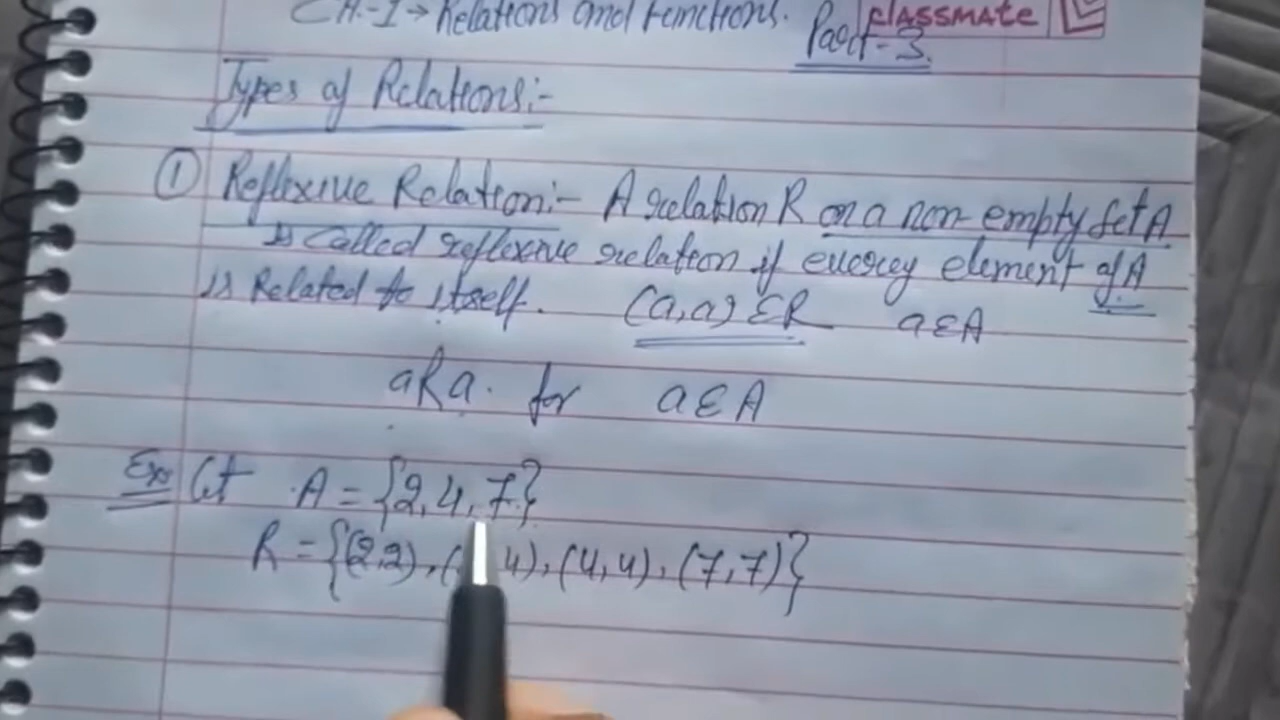 CH.-1→ Relations and Functions. Part-3
classmate
Types of Relations:-
① Reflexive Relation:- A relation R on a non-empty set A
is called reflexive relation if every element of A
is Related to itself. (a,a) ∈ R a ∈ A
aRa. for a ∈ A
Ex:- Let A = {2,4,7}
R = {(2,2), ( 4), (4,4), (7,7)}